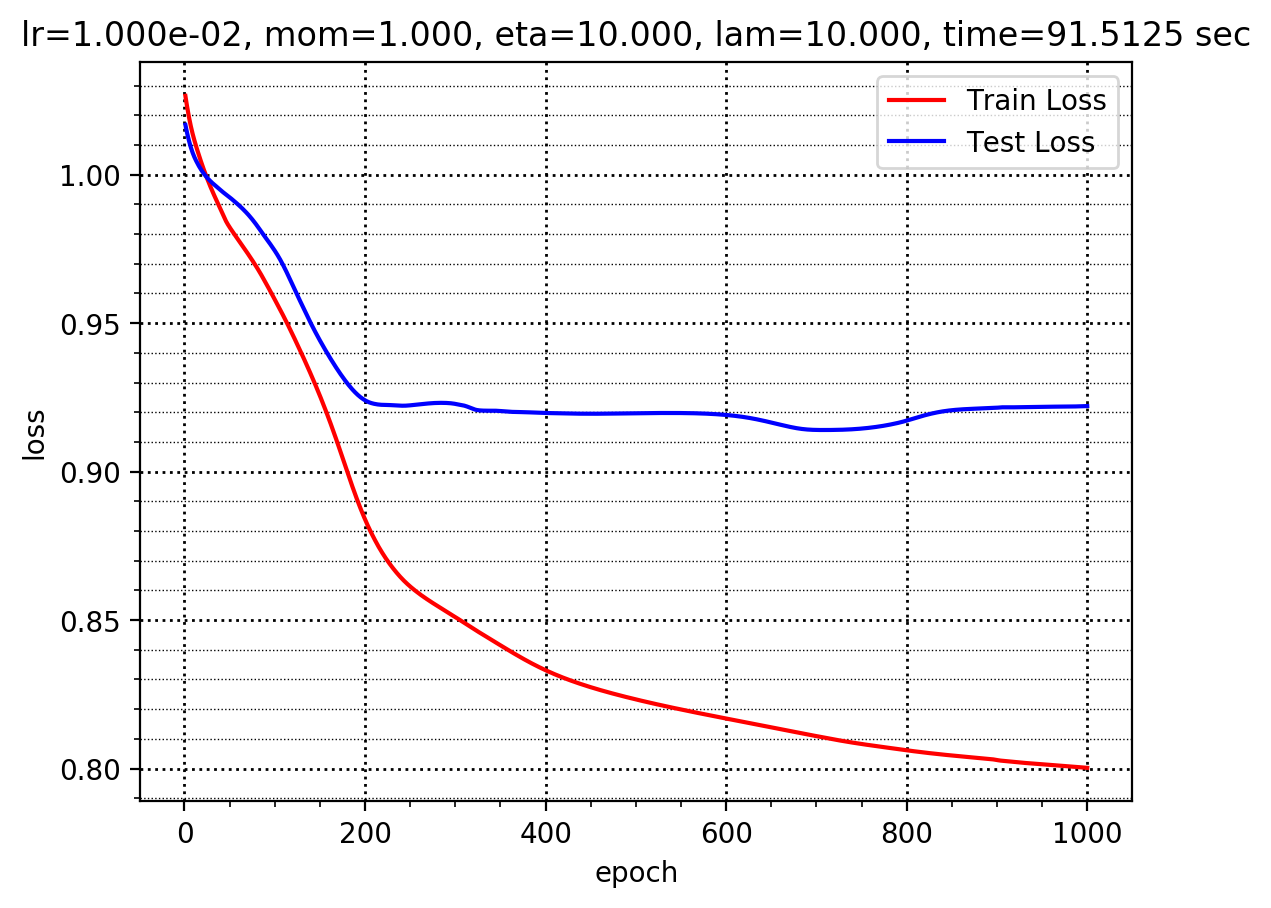 lr=1.000e-02, mom=1.000, eta=10.000, lam=10.000, time=91.5125 sec
Train Loss
Test Loss
1.00
0.95
0.90
0.85
0.80
loss
0 200 400 600 800 1000
epoch